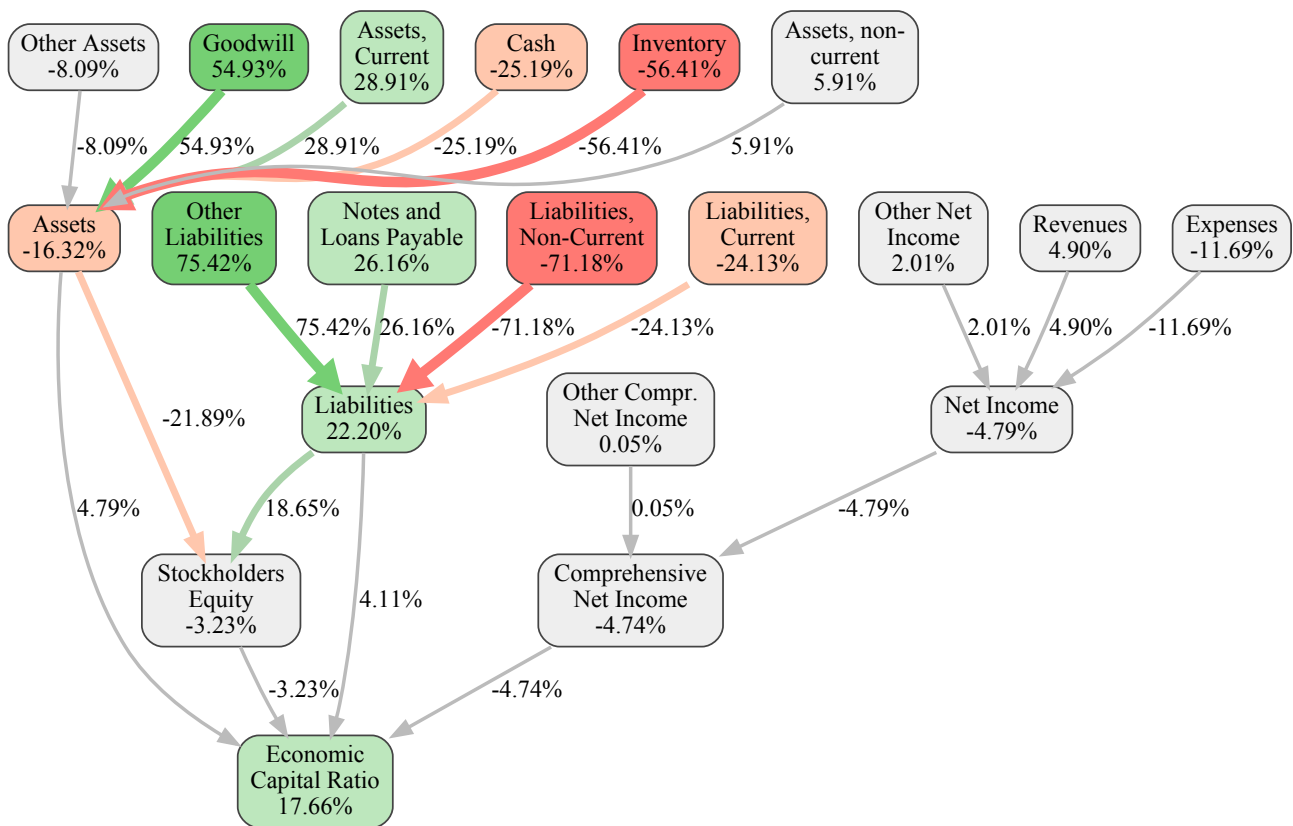 Other Assets
-8.09%
Goodwill
54.93%
Assets,
Current
28.91%
Cash
-25.19%
Inventory
-56.41%
Assets, non-
current
5.91%
-8.09%
54.93%
28.91%
-25.19%
-56.41%
5.91%
Assets
-16.32%
Other
Liabilities
75.42%
Notes and
Loans Payable
26.16%
Liabilities,
Non-Current
-71.18%
Liabilities,
Current
-24.13%
Other Net
Income
2.01%
Revenues
4.90%
Expenses
-11.69%
75.42%
26.16%
-71.18%
-24.13%
2.01%
4.90%
-11.69%
-21.89%
Liabilities
22.20%
Other Compr.
Net Income
0.05%
Net Income
-4.79%
4.79%
18.65%
0.05%
-4.79%
Stockholders
Equity
-3.23%
4.11%
Comprehensive
Net Income
-4.74%
-3.23%
-4.74%
Economic
Capital Ratio
17.66%